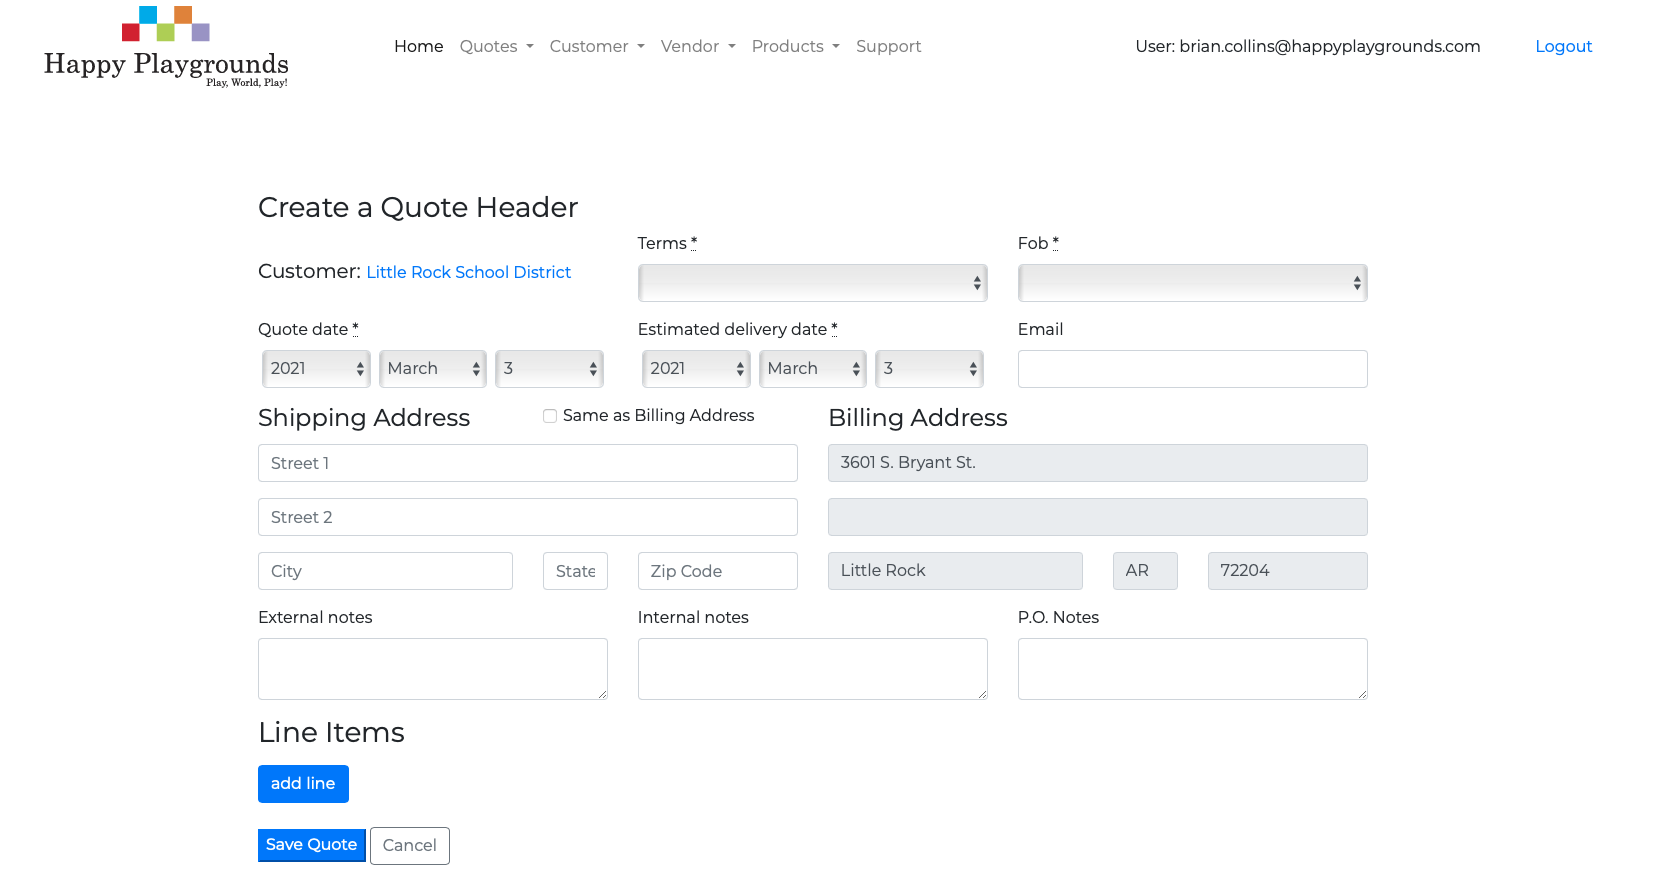 Happy Playgrounds
Play, World, Play!
Home Quotes Customer Vendor Products Support
User: brian.collins@happyplaygrounds.com Logout
Create a Quote Header
Terms * Fob *
Customer: Little Rock School District
Quote date * Estimated delivery date * Email
2021 March 3 2021 March 3
Shipping Address Same as Billing Address Billing Address
Street 1 3601 S. Bryant St.
Street 2
City State Zip Code Little Rock AR 72204
External notes Internal notes P.O. Notes
Line Items
add line
Save Quote Cancel